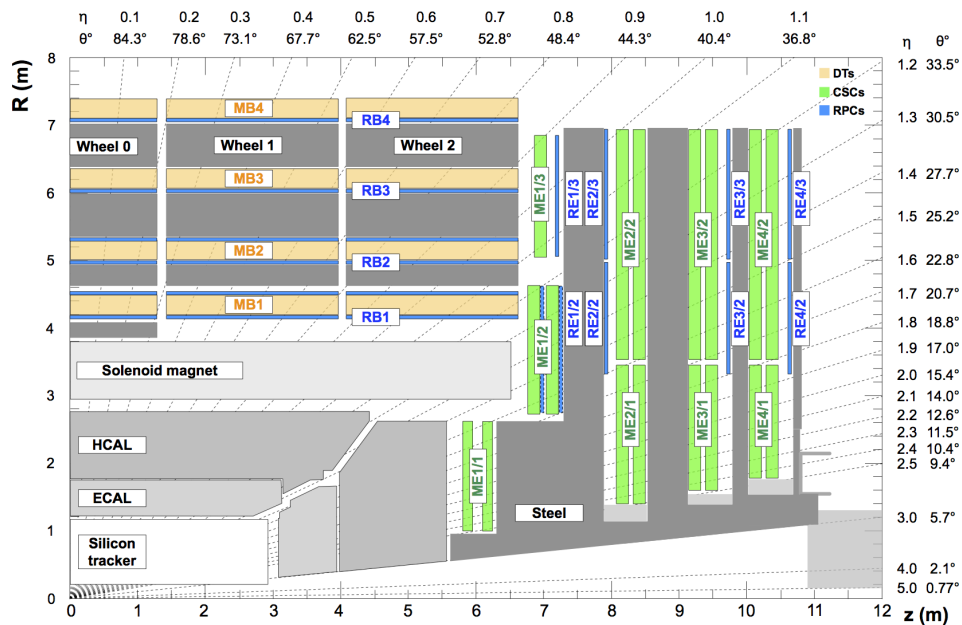 η 0.1 0.2 0.3 0.4 0.5 0.6 0.7 0.8 0.9 1.0 1.1
θ° 84.3° 78.6° 73.1° 67.7° 62.5° 57.5° 52.8° 48.4° 44.3° 40.4° 36.8° η θ°
R (m)
8
7
6
5
4
3
2
1
0
1.2 33.5°
1.3 30.5°
1.4 27.7°
1.5 25.2°
1.6 22.8°
1.7 20.7°
1.8 18.8°
1.9 17.0°
2.0 15.4°
2.1 14.0°
2.2 12.6°
2.3 11.5°
2.4 10.4°
2.5 9.4°
3.0 5.7°
4.0 2.1°
5.0 0.77°
DTs
CSCs
RPCs
MB4
RB4
Wheel 0 Wheel 1 Wheel 2
MB3
RB3
MB2
RB2
MB1
RB1
Solenoid magnet
HCAL
ECAL
Silicon
tracker
Steel
ME1/3
RE1/3
RE2/3
ME2/2
ME3/2
RE3/3
ME4/2
RE4/3
ME1/2
RE1/2
RE2/2
RE3/2
RE4/2
ME1/1
ME2/1
ME3/1
ME4/1
0 1 2 3 4 5 6 7 8 9 10 11 12
z (m)